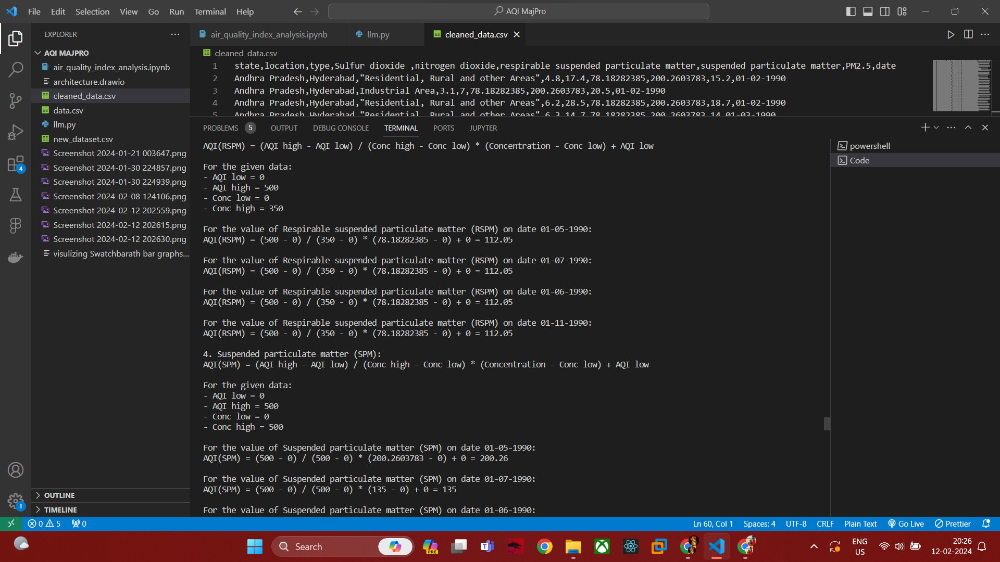 File Edit Selection View Go Run Terminal Help
AQI MajPro
EXPLORER
AQI MAJPRO
air_quality_index_analysis.ipynb
architecture.drawio
cleaned_data.csv
data.csv
llm.py
new_dataset.csv
Screenshot 2024-01-21 003647.png
Screenshot 2024-01-30 224857.png
Screenshot 2024-01-30 224939.png
Screenshot 2024-02-08 124106.png
Screenshot 2024-02-12 202559.png
Screenshot 2024-02-12 202615.png
Screenshot 2024-02-12 202630.png
visulizing Swatchbarath bar graphs...
OUTLINE
TIMELINE
4
1
air_quality_index_analysis.ipynb llm.py cleaned_data.csv
cleaned_data.csv
1 state,location,type,Sulfur dioxide ,nitrogen dioxide,respirable suspended particulate matter,suspended particulate matter,PM2.5,date
2 Andhra Pradesh,Hyderabad,"Residential, Rural and other Areas",4.8,17.4,78.18282385,200.2603783,15.2,01-02-1990
3 Andhra Pradesh,Hyderabad,Industrial Area,3.1,7,78.18282385,200.2603783,20.5,01-02-1990
4 Andhra Pradesh,Hyderabad,"Residential, Rural and other Areas",6.2,28.5,78.18282385,200.2603783,18.7,01-02-1990
5 Andhra Pradesh,Hyderabad,"Residential, Rural and other Areas",6.3,14.7,78.18282385,200.2603783,14,01-03-1990
PROBLEMS 5 OUTPUT DEBUG CONSOLE TERMINAL PORTS JUPYTER
powershell
Code
AQI(RSPM) = (AQI high - AQI low) / (Conc high - Conc low) * (Concentration - Conc low) + AQI low
For the given data:
- AQI low = 0
- AQI high = 500
- Conc low = 0
- Conc high = 350
For the value of Respirable suspended particulate matter (RSPM) on date 01-05-1990:
AQI(RSPM) = (500 - 0) / (350 - 0) * (78.18282385 - 0) + 0 = 112.05
For the value of Respirable suspended particulate matter (RSPM) on date 01-07-1990:
AQI(RSPM) = (500 - 0) / (350 - 0) * (78.18282385 - 0) + 0 = 112.05
For the value of Respirable suspended particulate matter (RSPM) on date 01-06-1990:
AQI(RSPM) = (500 - 0) / (350 - 0) * (78.18282385 - 0) + 0 = 112.05
For the value of Respirable suspended particulate matter (RSPM) on date 01-11-1990:
AQI(RSPM) = (500 - 0) / (350 - 0) * (78.18282385 - 0) + 0 = 112.05
4. Suspended particulate matter (SPM):
AQI(SPM) = (AQI high - AQI low) / (Conc high - Conc low) * (Concentration - Conc low) + AQI low
For the given data:
- AQI low = 0
- AQI high = 500
- Conc low = 0
- Conc high = 500
For the value of Suspended particulate matter (SPM) on date 01-05-1990:
AQI(SPM) = (500 - 0) / (500 - 0) * (200.2603783 - 0) + 0 = 200.26
For the value of Suspended particulate matter (SPM) on date 01-07-1990:
AQI(SPM) = (500 - 0) / (500 - 0) * (135 - 0) + 0 = 135
For the value of Suspended particulate matter (SPM) on date 01-06-1990:
0 5 0 Ln 60, Col 1 Spaces: 4 UTF-8 CRLF Plain Text Go Live Prettier
Search
PRE
ENG
US
20:26
12-02-2024